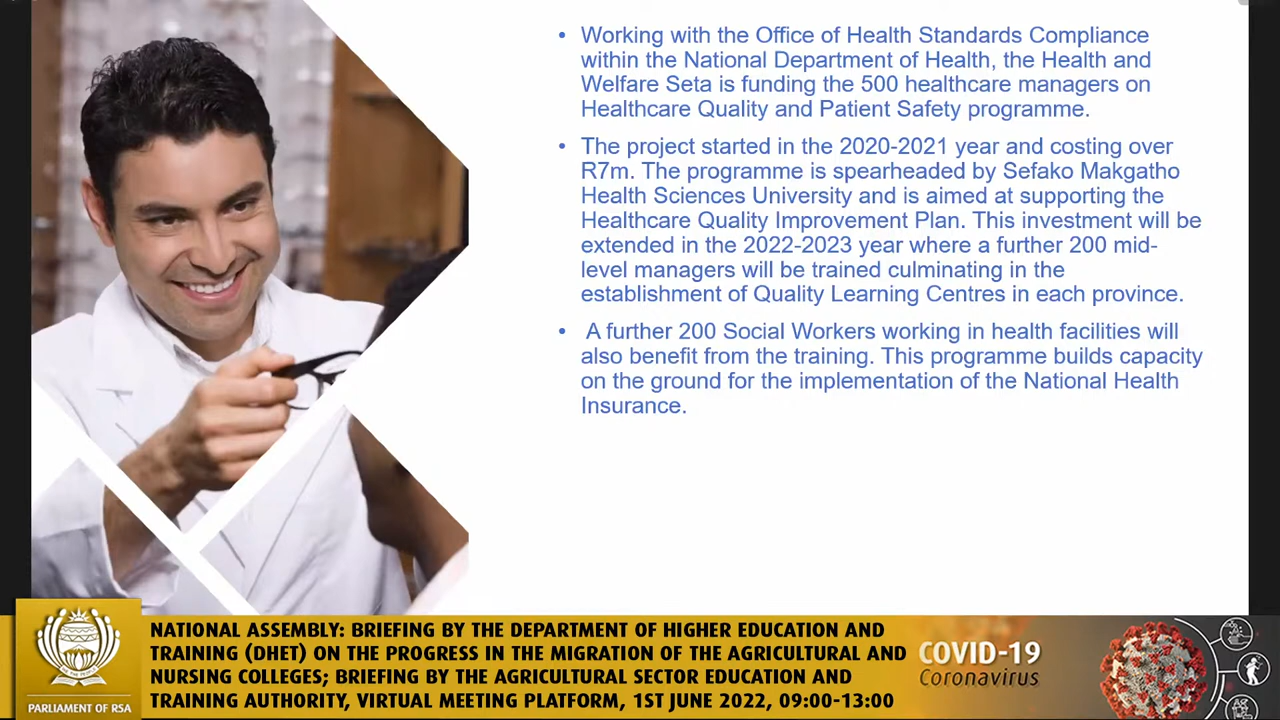 • Working with the Office of Health Standards Compliance
within the National Department of Health, the Health and
Welfare Seta is funding the 500 healthcare managers on
Healthcare Quality and Patient Safety programme.
• The project started in the 2020-2021 year and costing over
R7m. The programme is spearheaded by Sefako Makgatho
Health Sciences University and is aimed at supporting the
Healthcare Quality Improvement Plan. This investment will be
extended in the 2022-2023 year where a further 200 mid-
level managers will be trained culminating in the
establishment of Quality Learning Centres in each province.
• A further 200 Social Workers working in health facilities will
also benefit from the training. This programme builds capacity
on the ground for the implementation of the National Health
Insurance.
NATIONAL ASSEMBLY: BRIEFING BY THE DEPARTMENT OF HIGHER EDUCATION AND
TRAINING (DHET) ON THE PROGRESS IN THE MIGRATION OF THE AGRICULTURAL AND
NURSING COLLEGES; BRIEFING BY THE AGRICULTURAL SECTOR EDUCATION AND
TRAINING AUTHORITY, VIRTUAL MEETING PLATFORM, 1ST JUNE 2022, 09:00-13:00
PARLIAMENT OF RSA
COVID-19
Coronavirus